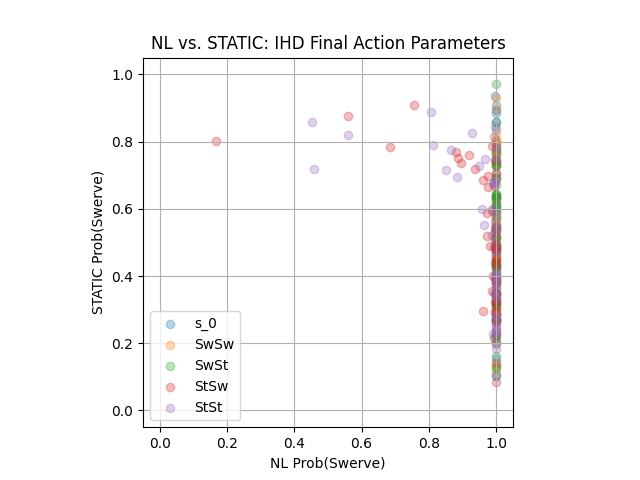 NL vs. STATIC: IHD Final Action Parameters
STATIC Prob(Swerve)
1.0
0.8
0.6
0.4
0.2
0.0
s_0
SwSw
SwSt
StSw
StSt
0.0 0.2 0.4 0.6 0.8 1.0
NL Prob(Swerve)